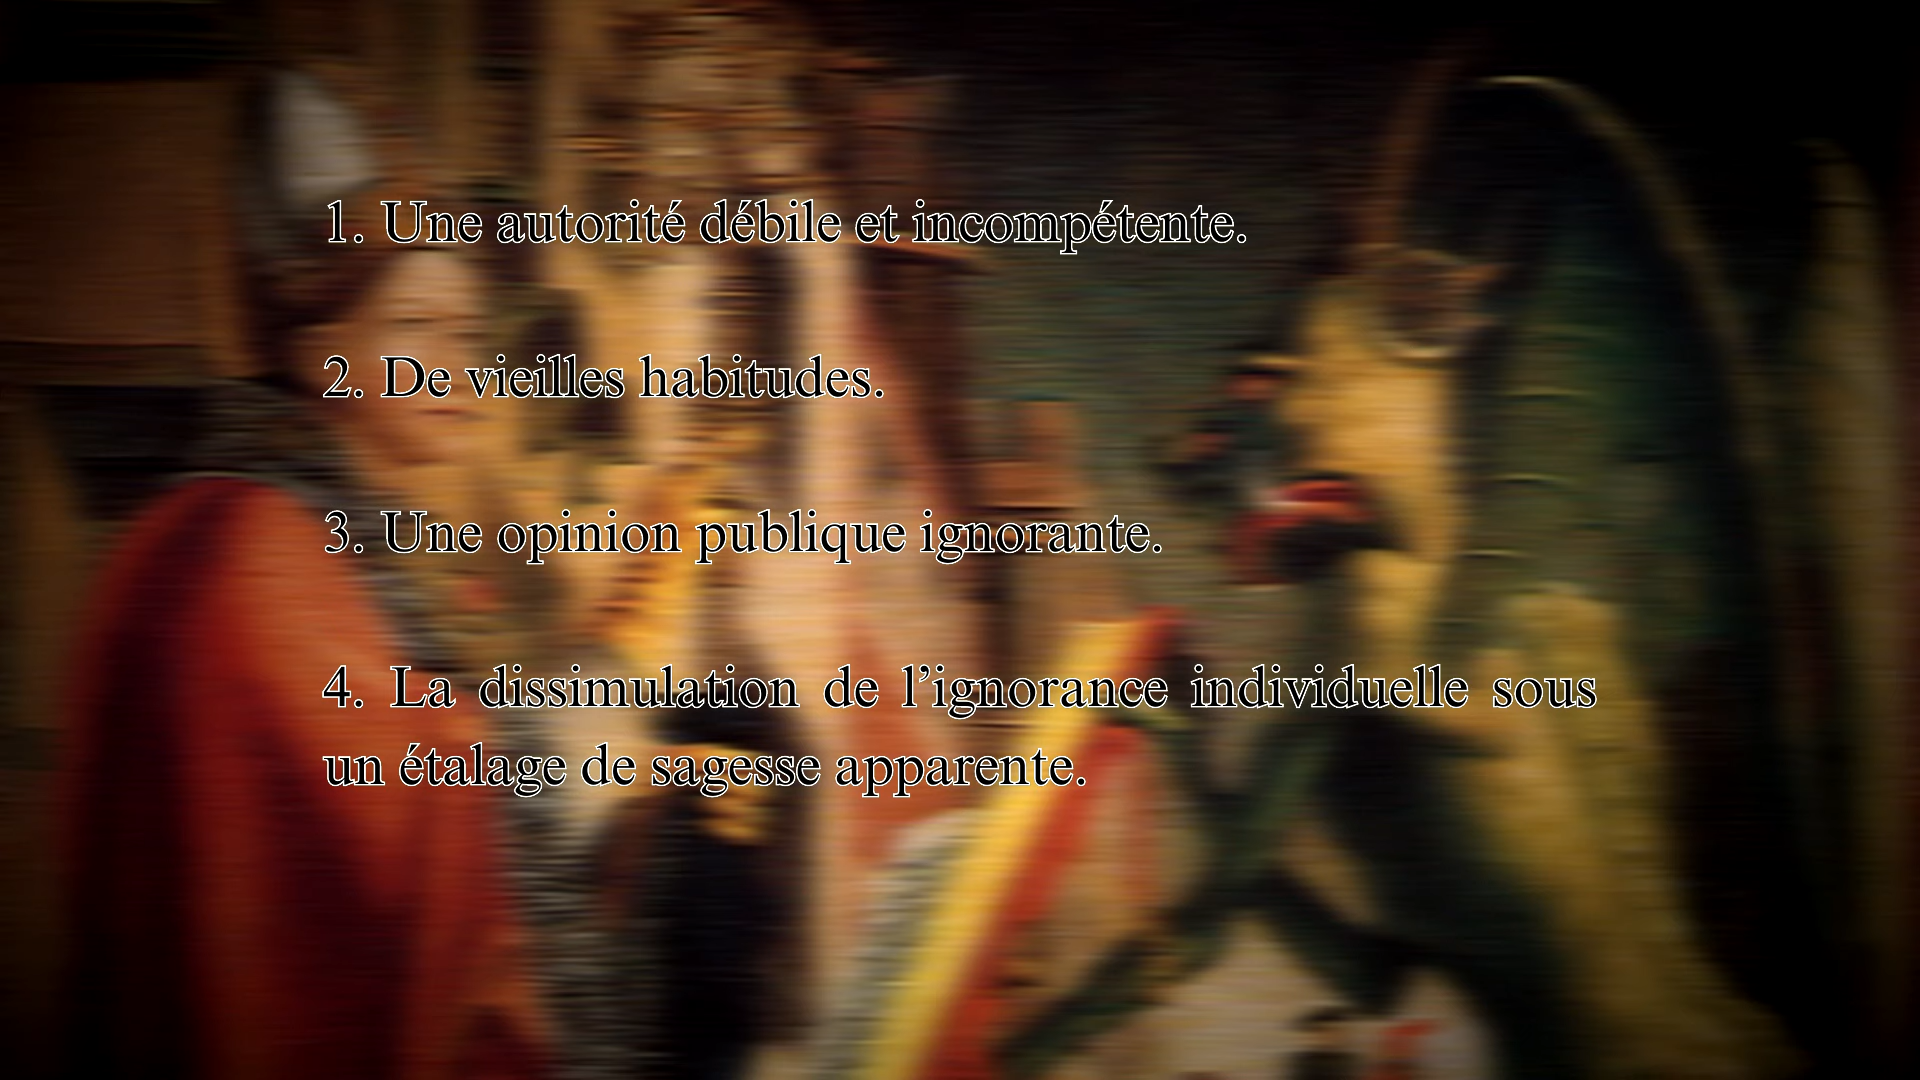 1. Une autorité débile et incompétente.
2. De vieilles habitudes.
3. Une opinion publique ignorante.
4. La dissimulation de l’ignorance individuelle sous
un étalage de sagesse apparente.